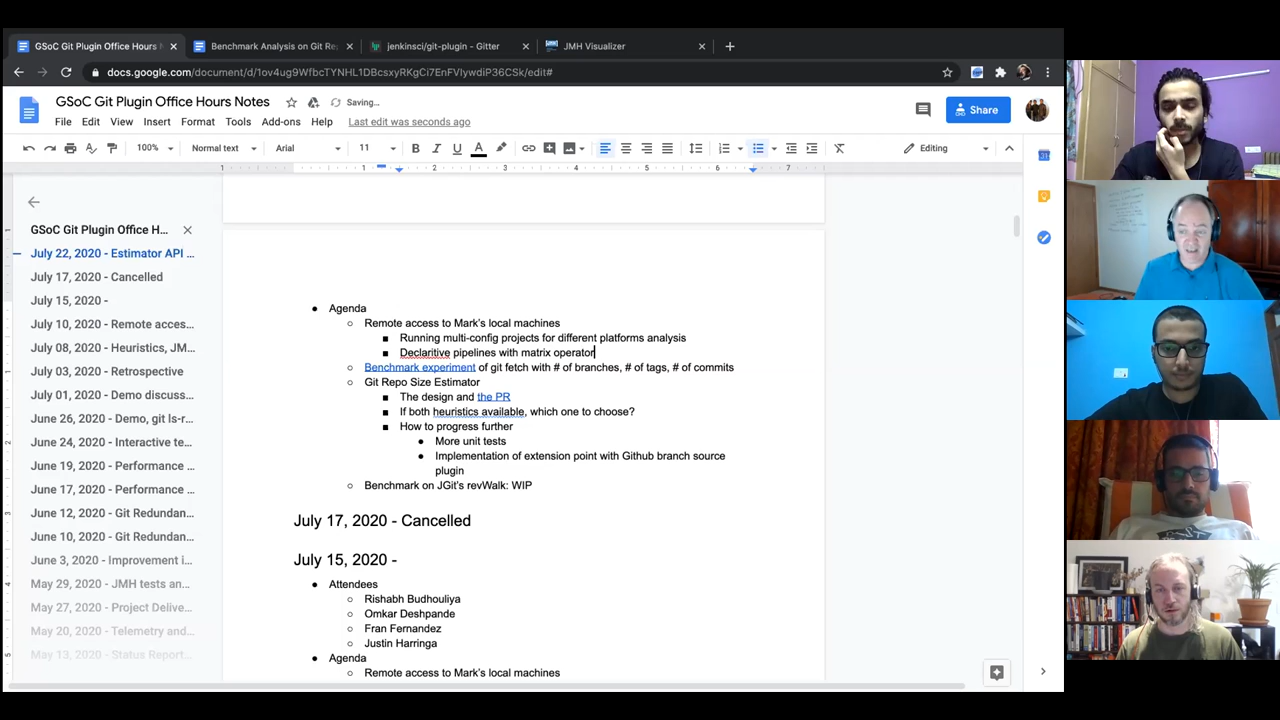 GSoC Git Plugin Office Hours N
Benchmark Analysis on Git Re
jenkinsci/git-plugin - Gitter
JMH Visualizer
docs.google.com/document/d/1ov4ug9WfbcTYNHL1DBcsxyRKgCi7EnFVIywdiP36CSk/edit#
GSoC Git Plugin Office Hours Notes
Saving...
Share
File Edit View Insert Format Tools Add-ons Help Last edit was seconds ago
100% Normal text Arial 11 Editing
1 1 2 3 4 5 6 7
GSoC Git Plugin Office H...
July 22, 2020 - Estimator API ...
July 17, 2020 - Cancelled
July 15, 2020 -
July 10, 2020 - Remote acces...
July 08, 2020 - Heuristics, JM...
July 03, 2020 - Retrospective
July 01, 2020 - Demo discuss...
June 26, 2020 - Demo, git ls-r...
June 24, 2020 - Interactive te...
June 19, 2020 - Performance ...
June 17, 2020 - Performance ...
June 12, 2020 - Git Redundan...
June 10, 2020 - Git Redundan...
June 3, 2020 - Improvement i...
May 29, 2020 - JMH tests an...
May 27, 2020 - Project Delive...
May 20, 2020 - Telemetry and...
May 13, 2020 - Status Report...
● Agenda
○ Remote access to Mark's local machines
■ Running multi-config projects for different platforms analysis
■ Declaritive pipelines with matrix operator
○ Benchmark experiment of git fetch with # of branches, # of tags, # of commits
○ Git Repo Size Estimator
■ The design and the PR
■ If both heuristics available, which one to choose?
■ How to progress further
● More unit tests
● Implementation of extension point with Github branch source
plugin
○ Benchmark on JGit's revWalk: WIP
July 17, 2020 - Cancelled
July 15, 2020 -
● Attendees
○ Rishabh Budhouliya
○ Omkar Deshpande
○ Fran Fernandez
○ Justin Harringa
● Agenda
○ Remote access to Mark's local machines